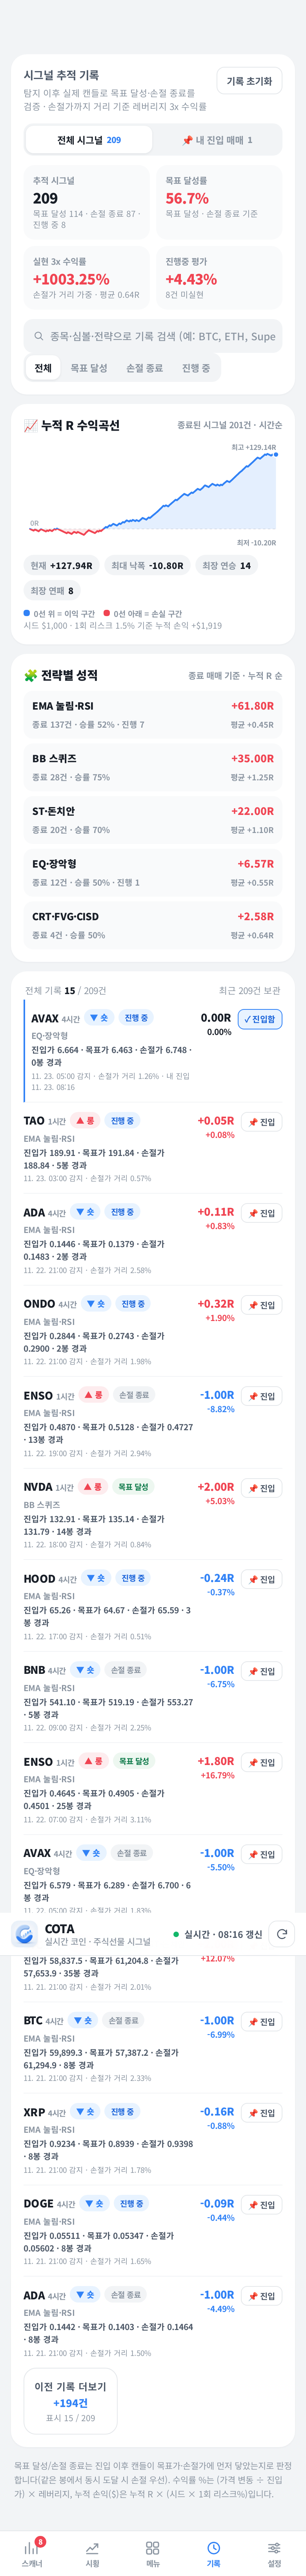 시그널 추적 기록
기록 초기화
탐지 이후 실제 캔들로 목표 달성·손절 종료를
검증 · 손절가까지 거리 기준 레버리지 3x 수익률
전체 시그널 209
📌 내 진입 매매 1
추적 시그널
209
목표 달성 114 · 손절 종료 87 ·
진행 중 8
목표 달성률
56.7%
목표 달성 · 손절 종료 기준
실현 3x 수익률
+1003.25%
손절가 거리 가중 · 평균 0.64R
진행중 평가
+4.43%
8건 미실현
종목·심볼·전략으로 기록 검색 (예: BTC, ETH, Supe
전체
목표 달성
손절 종료
진행 중
📈 누적 R 수익곡선
종료된 시그널 201건 · 시간순
최고 +129.14R
0R
최저 -10.20R
현재 +127.94R
최대 낙폭 -10.80R
최장 연승 14
최장 연패 8
0선 위 = 이익 구간
0선 아래 = 손실 구간
시드 $1,000 · 1회 리스크 1.5% 기준 누적 손익 +$1,919
🧩 전략별 성적
종료 매매 기준 · 누적 R 순
EMA 눌림·RSI
+61.80R
종료 137건 · 승률 52% · 진행 7
평균 +0.45R
BB 스퀴즈
+35.00R
종료 28건 · 승률 75%
평균 +1.25R
ST·돈치안
+22.00R
종료 20건 · 승률 70%
평균 +1.10R
EQ·장악형
+6.57R
종료 12건 · 승률 50% · 진행 1
평균 +0.55R
CRT·FVG·CISD
+2.58R
종료 4건 · 승률 50%
평균 +0.64R
전체 기록 15 / 209건
최근 209건 보관
AVAX 4시간 ▼ 숏 진행 중
0.00R
✓ 진입함
0.00%
EQ·장악형
진입가 6.664 · 목표가 6.463 · 손절가 6.748 ·
0봉 경과
11. 23. 05:00 감지 · 손절가 거리 1.26% · 내 진입
11. 23. 08:16
TAO 1시간 ▲ 롱 진행 중
+0.05R
📌 진입
+0.08%
EMA 눌림·RSI
진입가 189.91 · 목표가 191.84 · 손절가
188.84 · 5봉 경과
11. 23. 03:00 감지 · 손절가 거리 0.57%
ADA 4시간 ▼ 숏 진행 중
+0.11R
📌 진입
+0.83%
EMA 눌림·RSI
진입가 0.1446 · 목표가 0.1379 · 손절가
0.1483 · 2봉 경과
11. 22. 21:00 감지 · 손절가 거리 2.58%
ONDO 4시간 ▼ 숏 진행 중
+0.32R
📌 진입
+1.90%
EMA 눌림·RSI
진입가 0.2844 · 목표가 0.2743 · 손절가
0.2900 · 2봉 경과
11. 22. 21:00 감지 · 손절가 거리 1.98%
ENSO 1시간 ▲ 롱 손절 종료
-1.00R
📌 진입
-8.82%
EMA 눌림·RSI
진입가 0.4870 · 목표가 0.5128 · 손절가 0.4727
· 13봉 경과
11. 22. 19:00 감지 · 손절가 거리 2.94%
NVDA 1시간 ▲ 롱 목표 달성
+2.00R
📌 진입
+5.03%
BB 스퀴즈
진입가 132.91 · 목표가 135.14 · 손절가
131.79 · 14봉 경과
11. 22. 18:00 감지 · 손절가 거리 0.84%
HOOD 4시간 ▼ 숏 진행 중
-0.24R
📌 진입
-0.37%
EMA 눌림·RSI
진입가 65.26 · 목표가 64.67 · 손절가 65.59 · 3
봉 경과
11. 22. 17:00 감지 · 손절가 거리 0.51%
BNB 4시간 ▼ 숏 손절 종료
-1.00R
📌 진입
-6.75%
EMA 눌림·RSI
진입가 541.10 · 목표가 519.19 · 손절가 553.27
· 5봉 경과
11. 22. 09:00 감지 · 손절가 거리 2.25%
ENSO 1시간 ▲ 롱 목표 달성
+1.80R
📌 진입
+16.79%
EMA 눌림·RSI
진입가 0.4645 · 목표가 0.4905 · 손절가
0.4501 · 25봉 경과
11. 22. 07:00 감지 · 손절가 거리 3.11%
AVAX 4시간 ▼ 숏 손절 종료
-1.00R
📌 진입
-5.50%
EQ·장악형
진입가 6.579 · 목표가 6.289 · 손절가 6.700 · 6
봉 경과
11. 22. 05:00 감지 · 손절가 거리 1.83%
COTA
실시간 코인 · 주식선물 시그널
실시간 · 08:16 갱신
+12.07%
진입가 58,837.5 · 목표가 61,204.8 · 손절가
57,653.9 · 35봉 경과
11. 21. 21:00 감지 · 손절가 거리 2.01%
BTC 4시간 ▼ 숏 손절 종료
-1.00R
📌 진입
-6.99%
EMA 눌림·RSI
진입가 59,899.3 · 목표가 57,387.2 · 손절가
61,294.9 · 8봉 경과
11. 21. 21:00 감지 · 손절가 거리 2.33%
XRP 4시간 ▼ 숏 진행 중
-0.16R
📌 진입
-0.88%
EMA 눌림·RSI
진입가 0.9234 · 목표가 0.8939 · 손절가 0.9398
· 8봉 경과
11. 21. 21:00 감지 · 손절가 거리 1.78%
DOGE 4시간 ▼ 숏 진행 중
-0.09R
📌 진입
-0.44%
EMA 눌림·RSI
진입가 0.05511 · 목표가 0.05347 · 손절가
0.05602 · 8봉 경과
11. 21. 21:00 감지 · 손절가 거리 1.65%
ADA 4시간 ▼ 숏 손절 종료
-1.00R
📌 진입
-4.49%
EMA 눌림·RSI
진입가 0.1442 · 목표가 0.1403 · 손절가 0.1464
· 8봉 경과
11. 21. 21:00 감지 · 손절가 거리 1.50%
이전 기록 더보기
+194건
표시 15 / 209
목표 달성/손절 종료는 진입 이후 캔들이 목표가·손절가에 먼저 닿았는지로 판정
합니다(같은 봉에서 동시 도달 시 손절 우선). 수익률 %는 (가격 변동 ÷ 진입
가) × 레버리지, 누적 손익($)은 누적 R × (시드 × 1회 리스크%)입니다.
8
스캐너
시황
메뉴
기록
설정